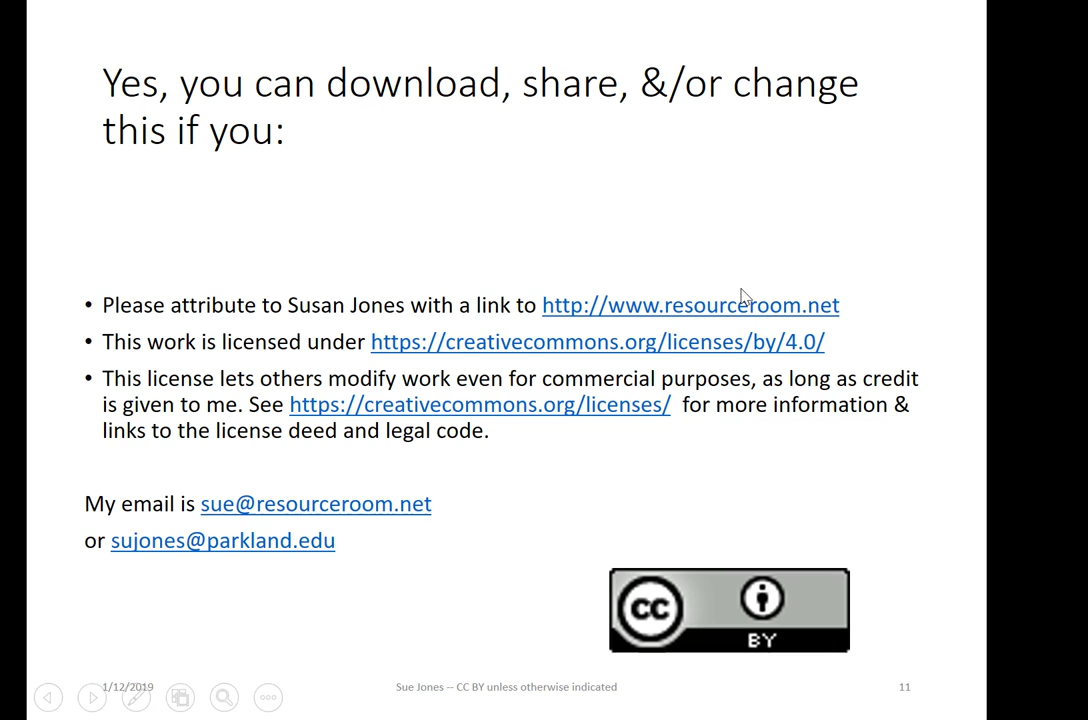 Yes, you can download, share, &/or change
this if you:
• Please attribute to Susan Jones with a link to http://www.resourceroom.net
• This work is licensed under https://creativecommons.org/licenses/by/4.0/
• This license lets others modify work even for commercial purposes, as long as credit
is given to me. See https://creativecommons.org/licenses/ for more information &
links to the license deed and legal code.
My email is sue@resourceroom.net
or sujones@parkland.edu
cc
BY
1/12/2019
Sue Jones -- CC BY unless otherwise indicated
11